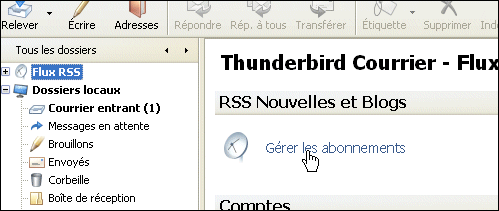 Relever Écrire Adresses Répondre Rép. à tous Transférer Étiquette Supprimer
Tous les dossiers
Flux RSS
Dossiers locaux
Courrier entrant (1)
Messages en attente
Brouillons
Envoyés
Corbeille
Boîte de réception
Thunderbird Courrier - Flux
RSS Nouvelles et Blogs
Gérer les abonnements
Comptes